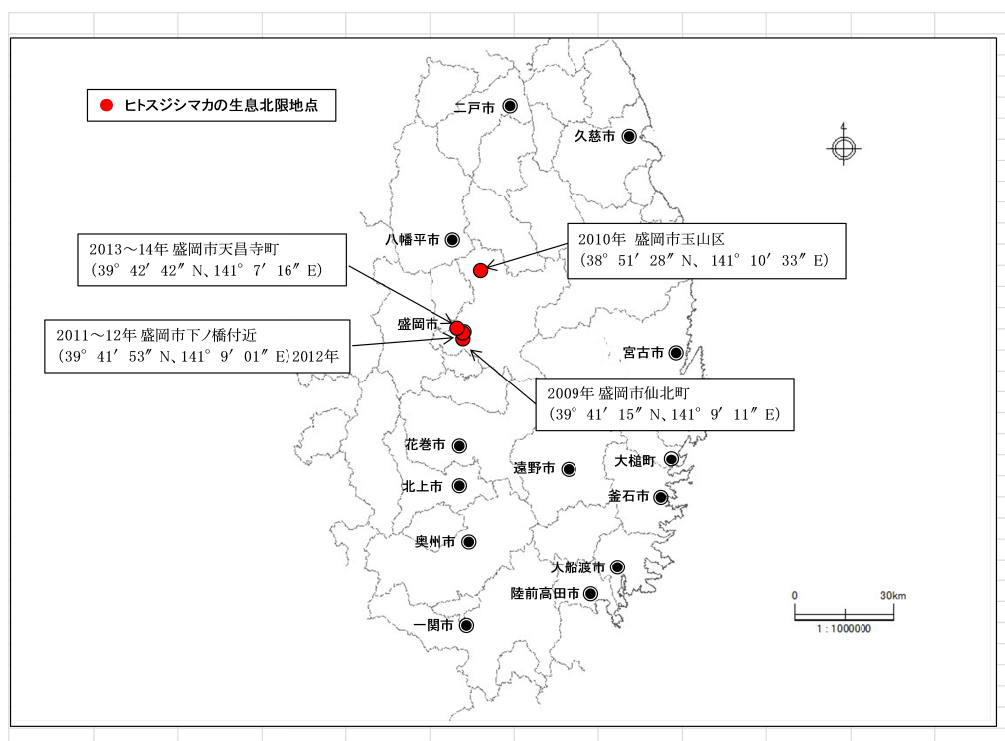 ヒトスジシマカの生息北限地点
二戸市
久慈市
八幡平市
2010年 盛岡市玉山区
（38° 51′ 28″ N、 141° 10′ 33″ E）
2013～14年 盛岡市天昌寺町
（39° 42′ 42″ N、141° 7′ 16″ E）
盛岡市
2011～12年 盛岡市下ノ橋付近
（39° 41′ 53″ N、141° 9′ 01″ E）2012年
宮古市
2009年 盛岡市仙北町
（39° 41′ 15″ N、141° 9′ 11″ E）
花巻市
遠野市
大槌町
北上市
釜石市
奥州市
大船渡市
陸前高田市
一関市
0 30km
1 : 1000000